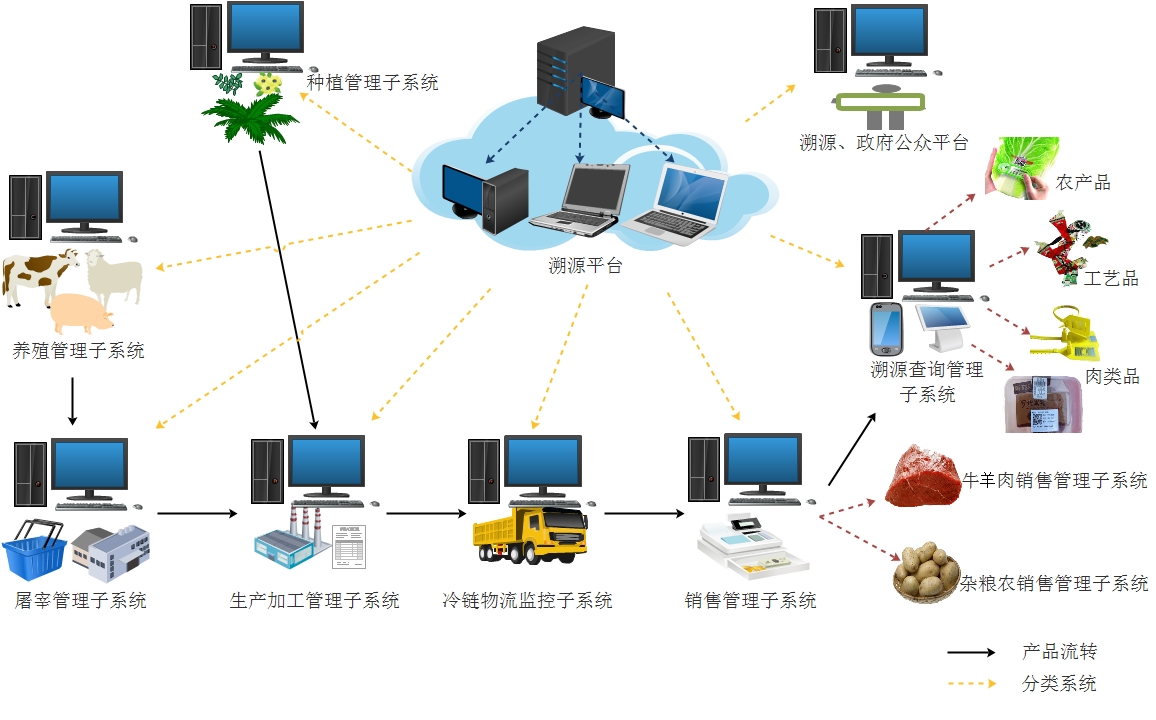 种植管理子系统
溯源、政府公众平台
农产品
溯源平台
工艺品
养殖管理子系统
溯源查询管理
子系统
肉类品
牛羊肉销售管理子系统
杂粮农销售管理子系统
屠宰管理子系统
生产加工管理子系统
冷链物流监控子系统
销售管理子系统
产品流转
分类系统